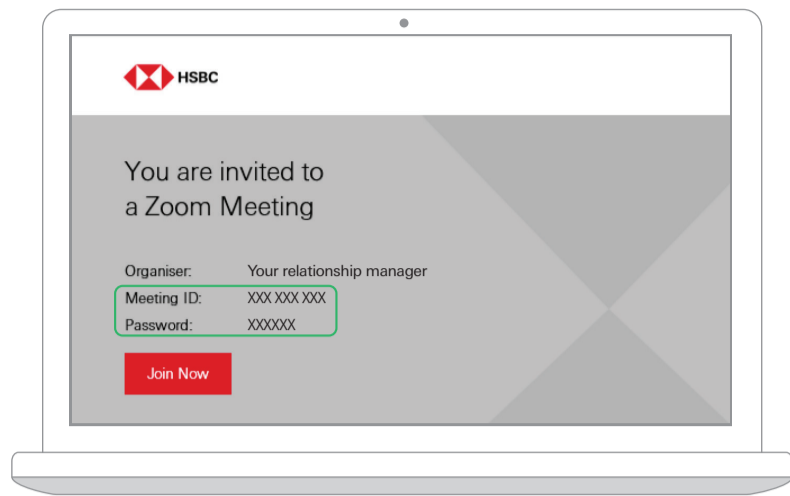 HSBC
You are invited to
a Zoom Meeting
Organiser: Your relationship manager
Meeting ID: XXX XXX XXX
Password: XXXXXX
Join Now